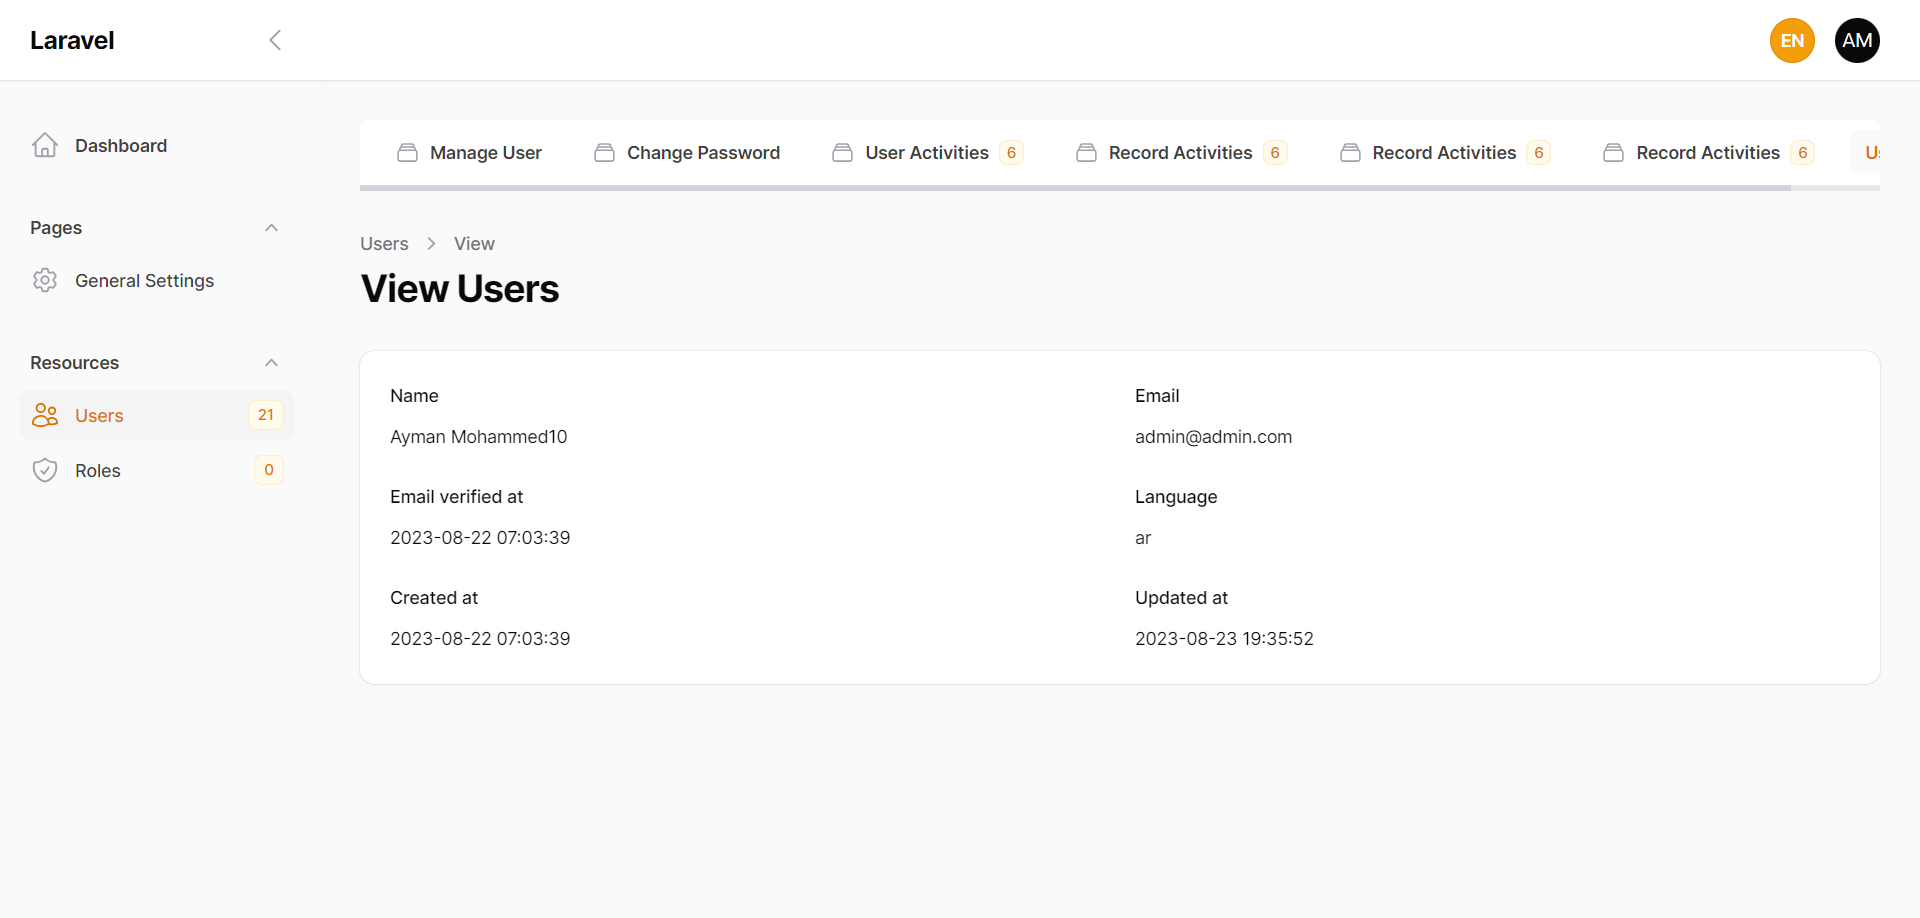 Laravel
EN
AM
Dashboard
Pages
General Settings
Resources
Users 21
Roles 0
Manage User
Change Password
User Activities 6
Record Activities 6
Record Activities 6
Record Activities 6
Users View
View Users
Name
Ayman Mohammed10
Email
admin@admin.com
Email verified at
2023-08-22 07:03:39
Language
ar
Created at
2023-08-22 07:03:39
Updated at
2023-08-23 19:35:52